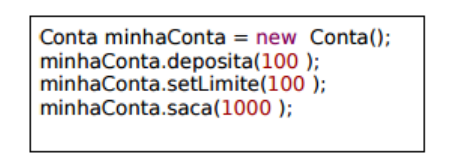 Conta minhaConta = new Conta();
minhaConta.deposita(100 );
minhaConta.setLimite(100 );
minhaConta.saca(1000 );